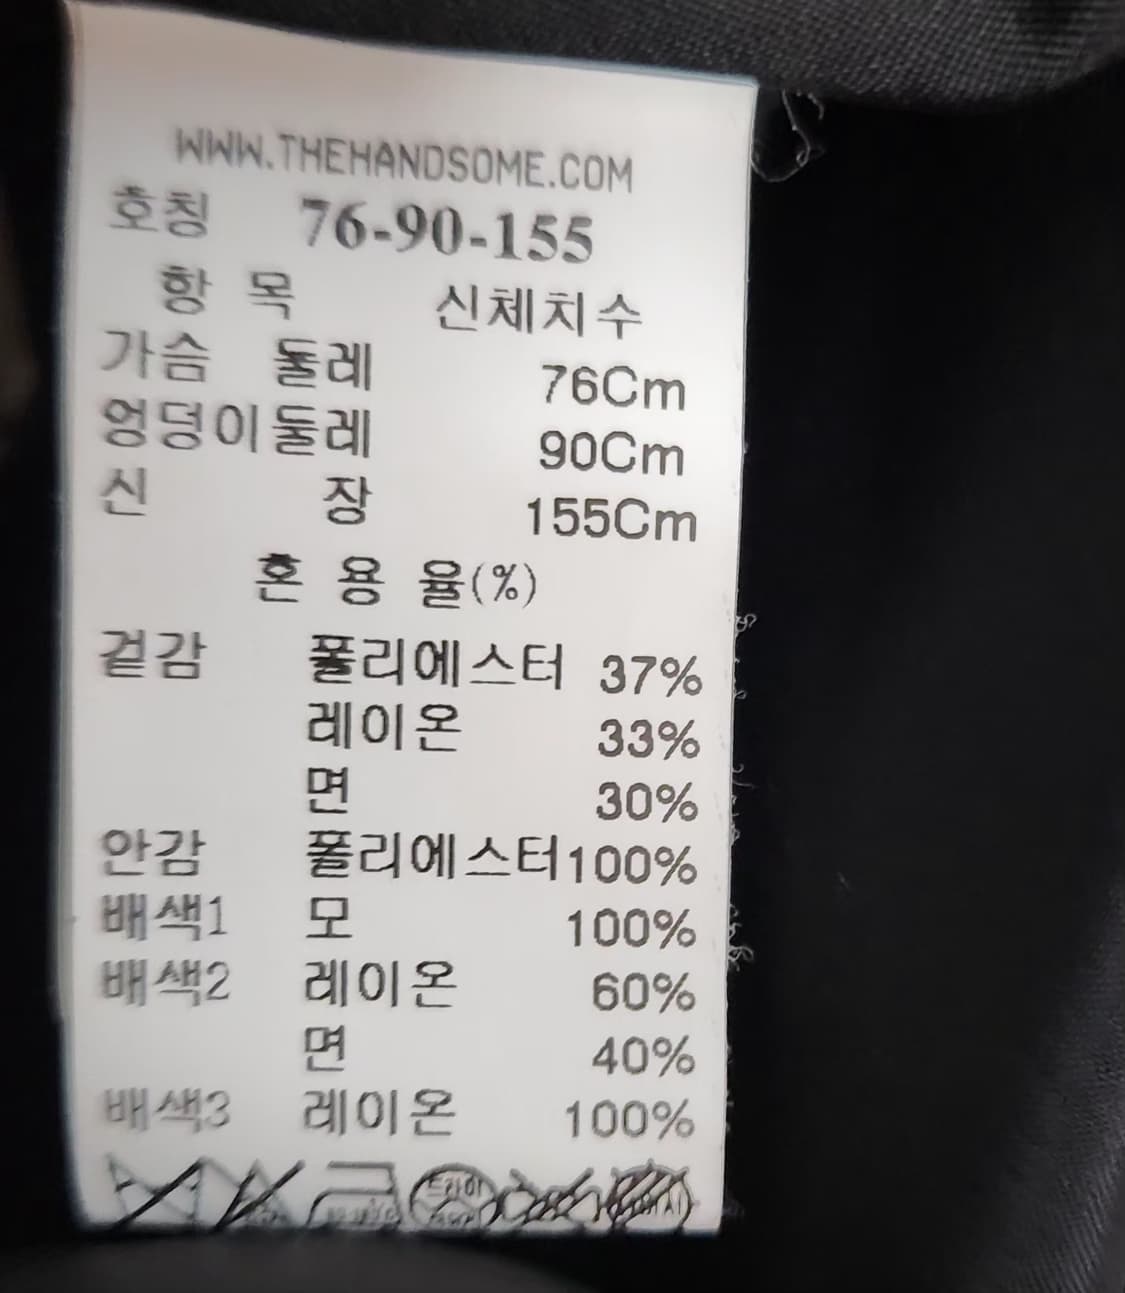 WWW.THEHANDSOME.COM
호칭 76-90-155
항 목 신체치수
가슴 둘레 76Cm
엉덩이둘레 90Cm
신 장 155Cm
혼 용 율(%)
겉감 폴리에스터 37%
레이온 33%
면 30%
안감 폴리에스터100%
배색1 모 100%
배색2 레이온 60%
면 40%
배색3 레이온 100%
드라이